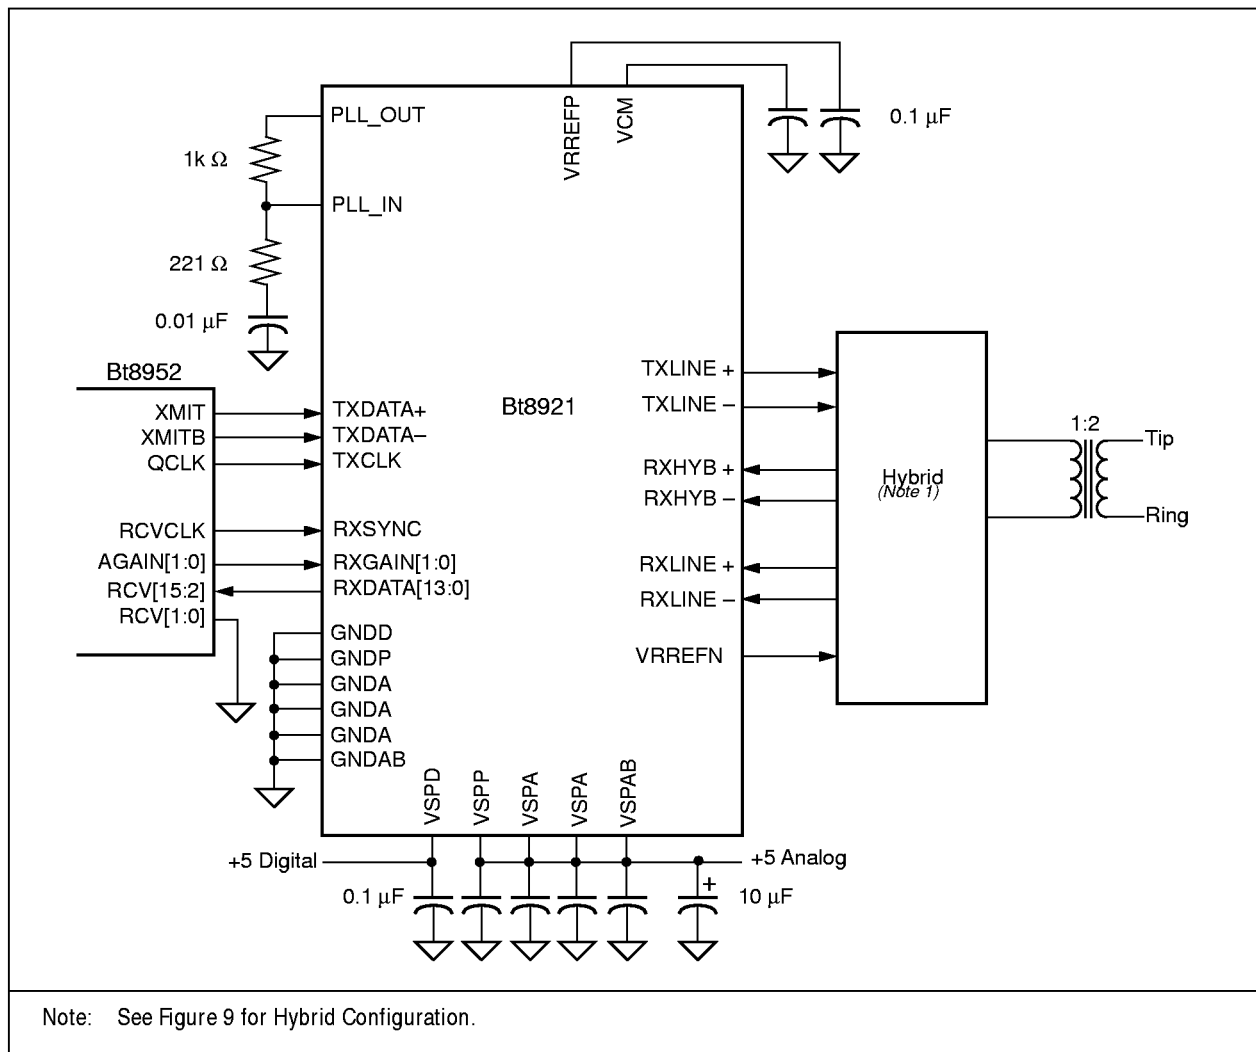 PLL_OUT
VRREFP
VCM
0.1 µF
1k Ω
PLL_IN
221 Ω
0.01 µF
Bt8952
XMIT
XMITB
QCLK
RCVCLK
AGAIN[1:0]
RCV[15:2]
RCV[1:0]
Bt8921
TXDATA+
TXDATA–
TXCLK
RXSYNC
RXGAIN[1:0]
RXDATA[13:0]
GNDD
GNDP
GNDA
GNDA
GNDA
GNDAB
TXLINE +
TXLINE –
RXHYB +
RXHYB –
RXLINE +
RXLINE –
VRREFN
Hybrid
(Note 1)
1:2
Tip
Ring
VSPD
VSPP
VSPA
VSPA
VSPAB
+5 Digital
+5 Analog
0.1 µF
+
10 µF
Note: See Figure 9 for Hybrid Configuration.